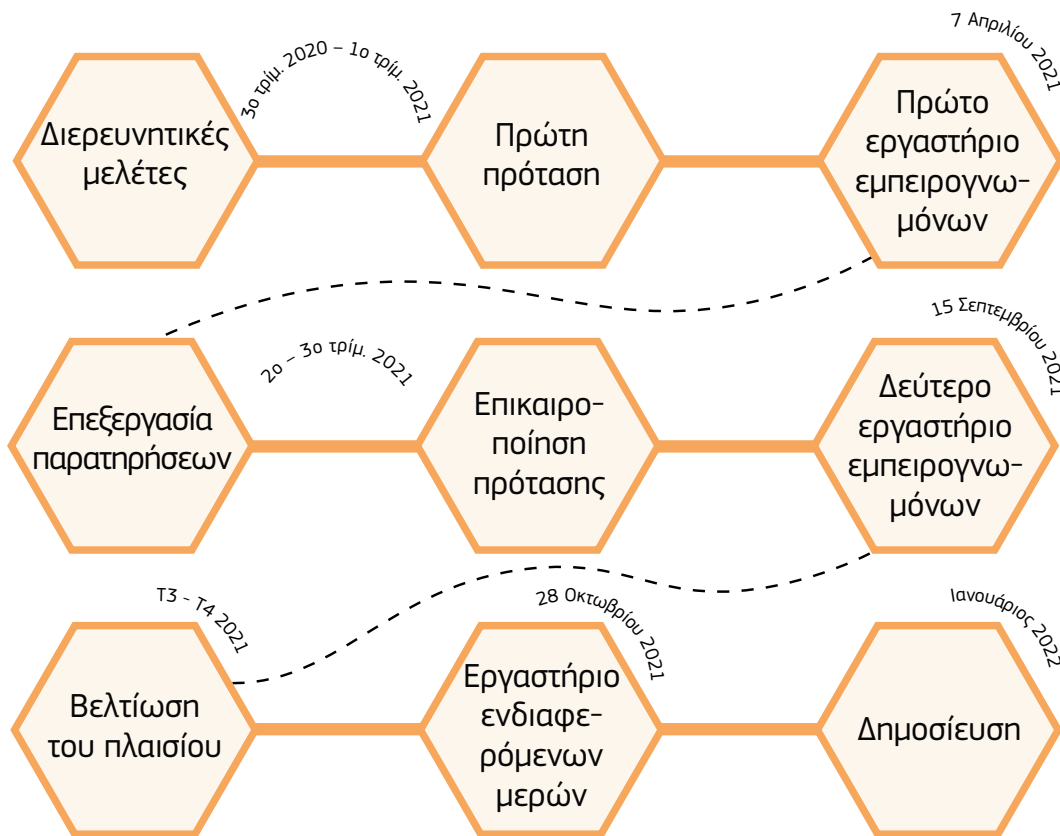 3ο τρίμ. 2020 – 1ο τρίμ. 2021
7 Απριλίου 2021
Διερευνητικές
μελέτες
Πρώτη
πρόταση
Πρώτο
εργαστήριο
εμπειρογνω-
μόνων
2ο – 3ο τρίμ. 2021
15 Σεπτεμβρίου 2021
Επεξεργασία
παρατηρήσεων
Επικαιρο-
ποίηση
πρότασης
Δεύτερο
εργαστήριο
εμπειρογνω-
μόνων
Τ3 – Τ4 2021
28 Οκτωβρίου 2021
Ιανουάριος 2022
Βελτίωση
του πλαισίου
Εργαστήριο
ενδιαφε-
ρόμενων
μερών
Δημοσίευση